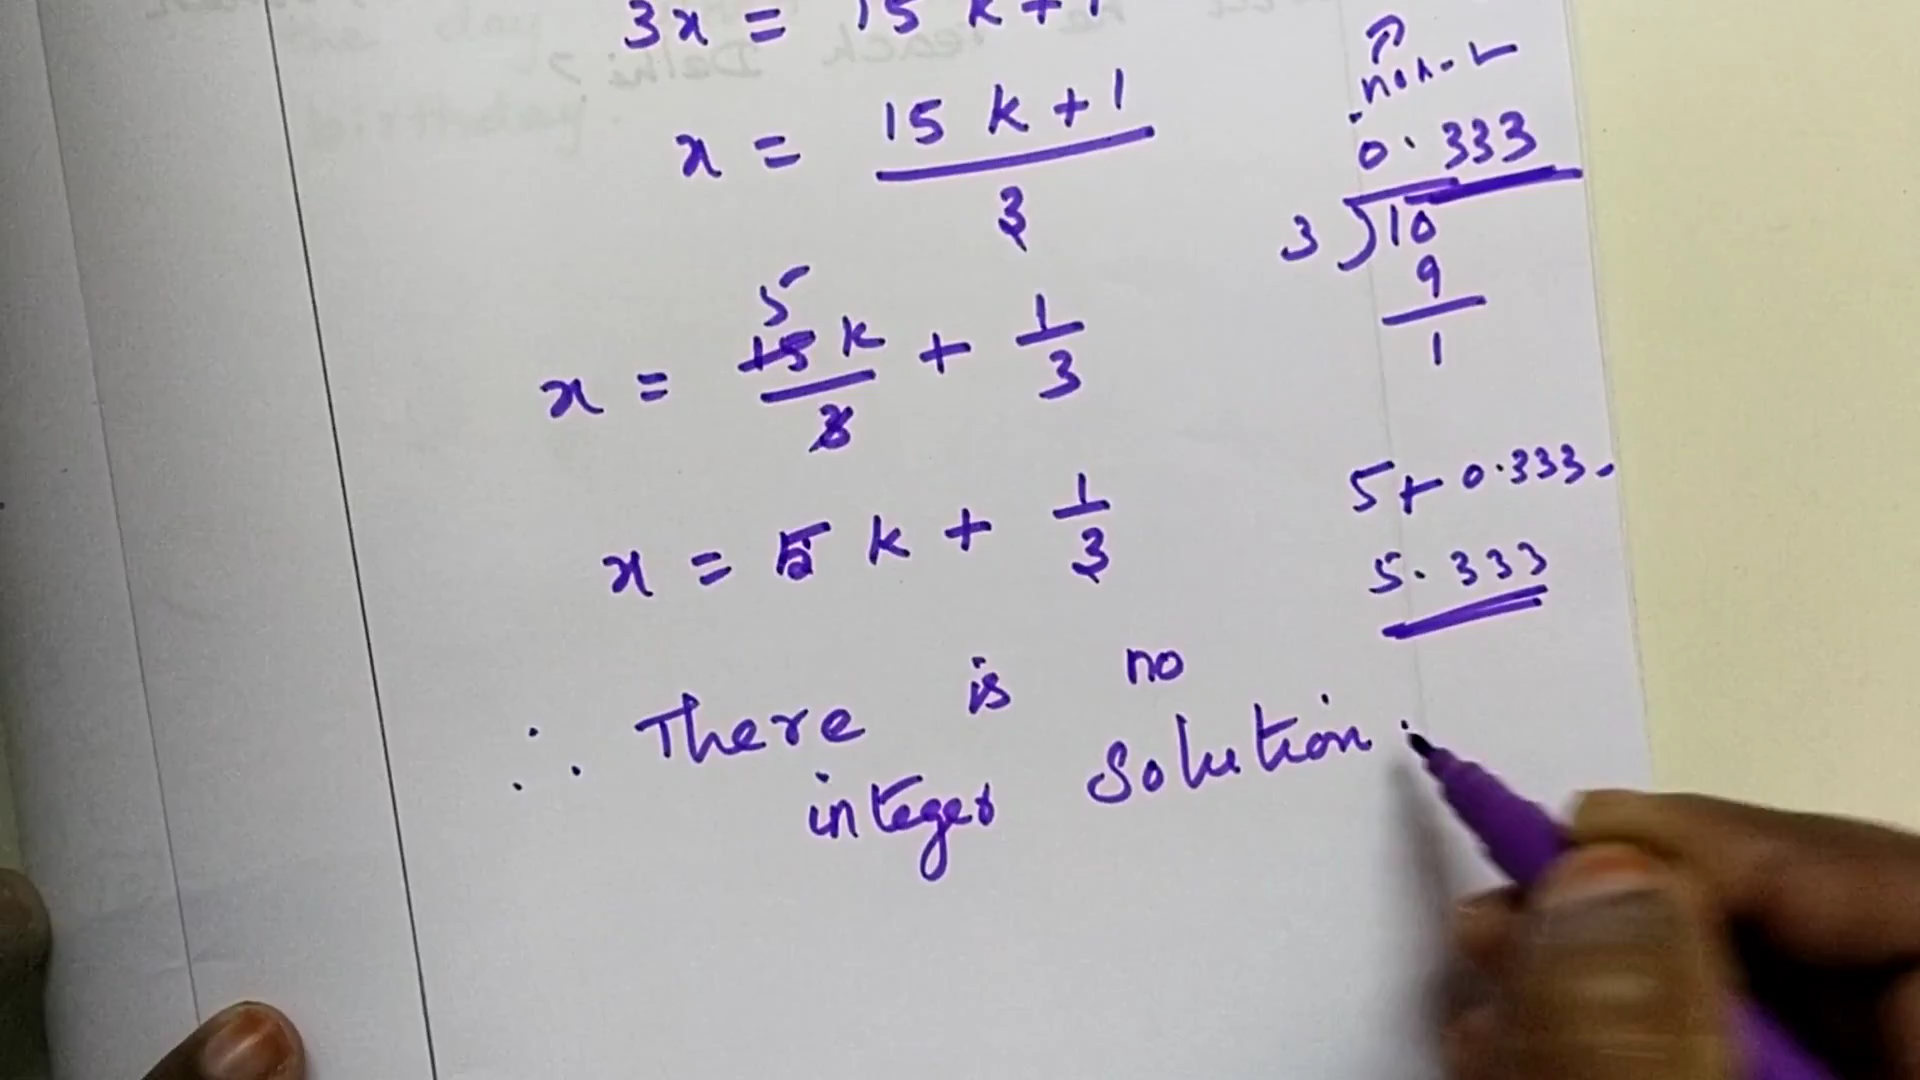 3x = 15 k + 1
x = 15 k + 1 / 3
x = 15 k / 3 + 1 / 3
5
x = 5 k + 1 / 3
∴ There is no
integer solution.
0.333
3 ) 10
9
1
5 + 0.333
5.333